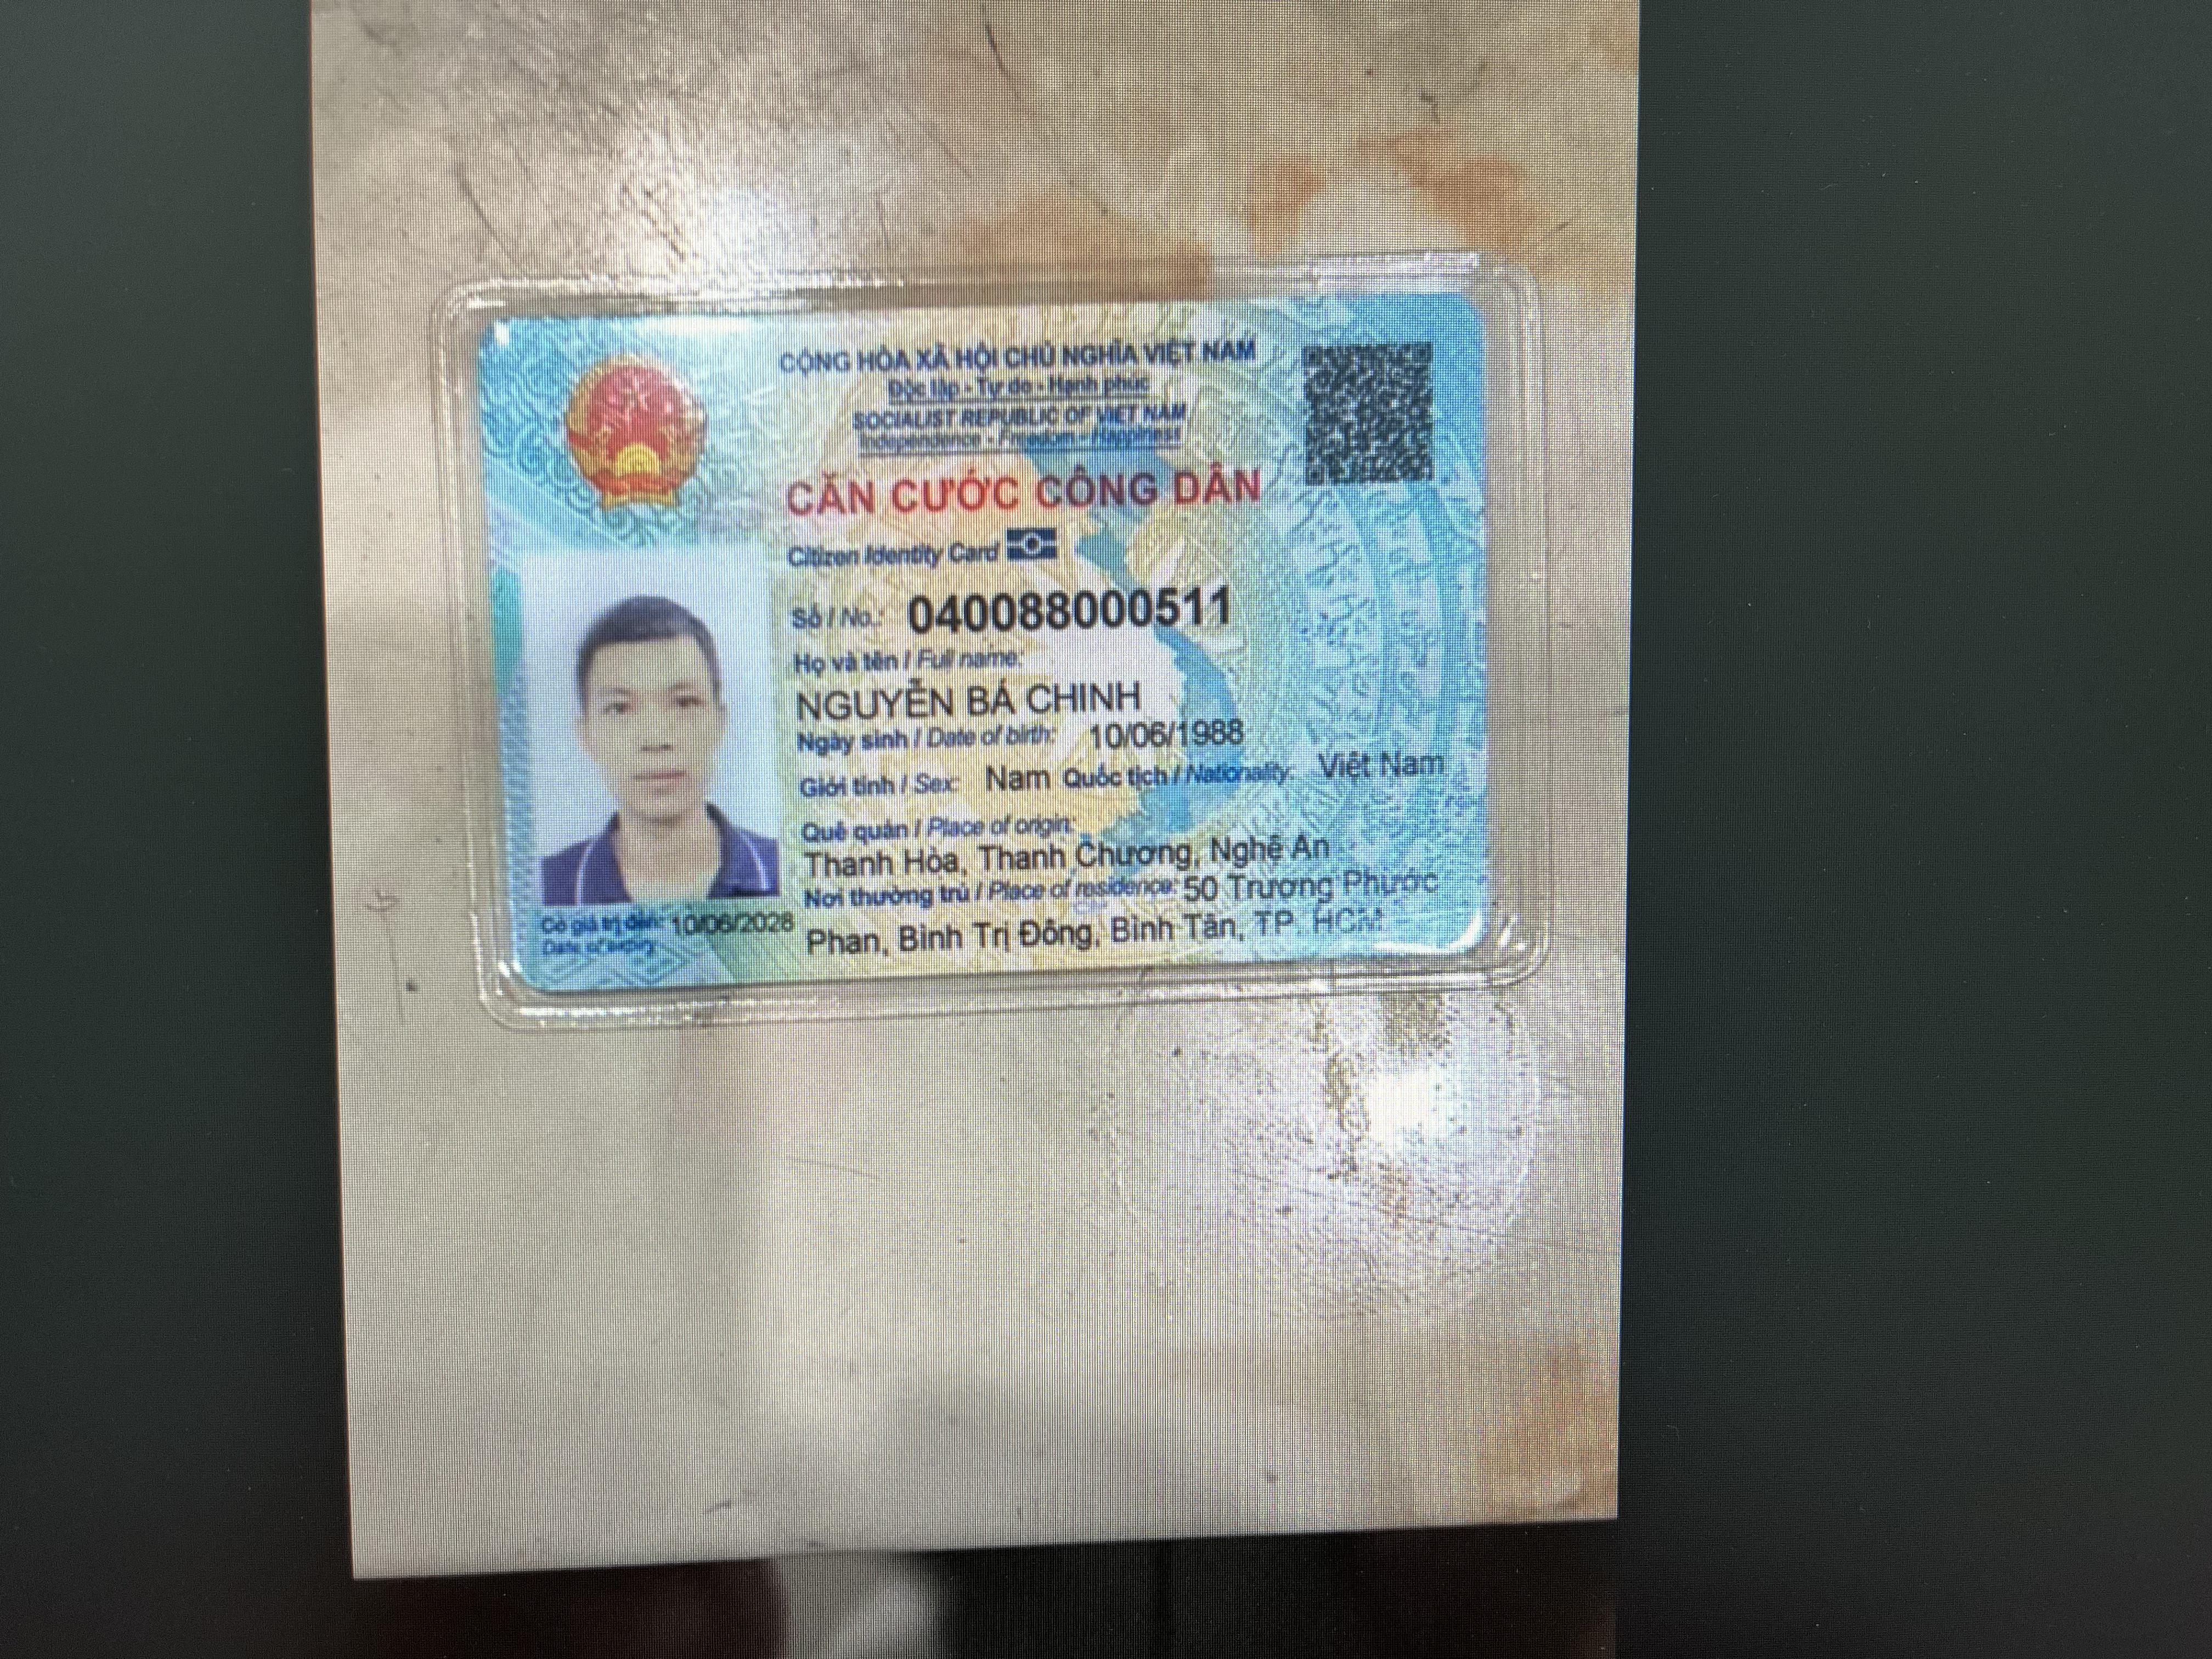 CỘNG HÒA XÃ HỘI CHỦ NGHĨA VIỆT NAM
Độc lập - Tự do - Hạnh phúc
SOCIALIST REPUBLIC OF VIET NAM
Independence - Freedom - Happiness
CĂN CƯỚC CÔNG DÂN
Citizen Identity Card
Số / No.: 040088000511
Họ và tên / Full name:
NGUYỄN BÁ CHINH
Ngày sinh / Date of birth: 10/06/1988
Giới tính / Sex: Nam Quốc tịch / Nationality: Việt Nam
Quê quán / Place of origin:
Thanh Hòa, Thanh Chương, Nghệ An
Nơi thường trú / Place of residence: 50 Trương Phước
Phan, Bình Trị Đông, Bình Tân, TP. HCM
Có giá trị đến: 10/06/2028
Date of expiry